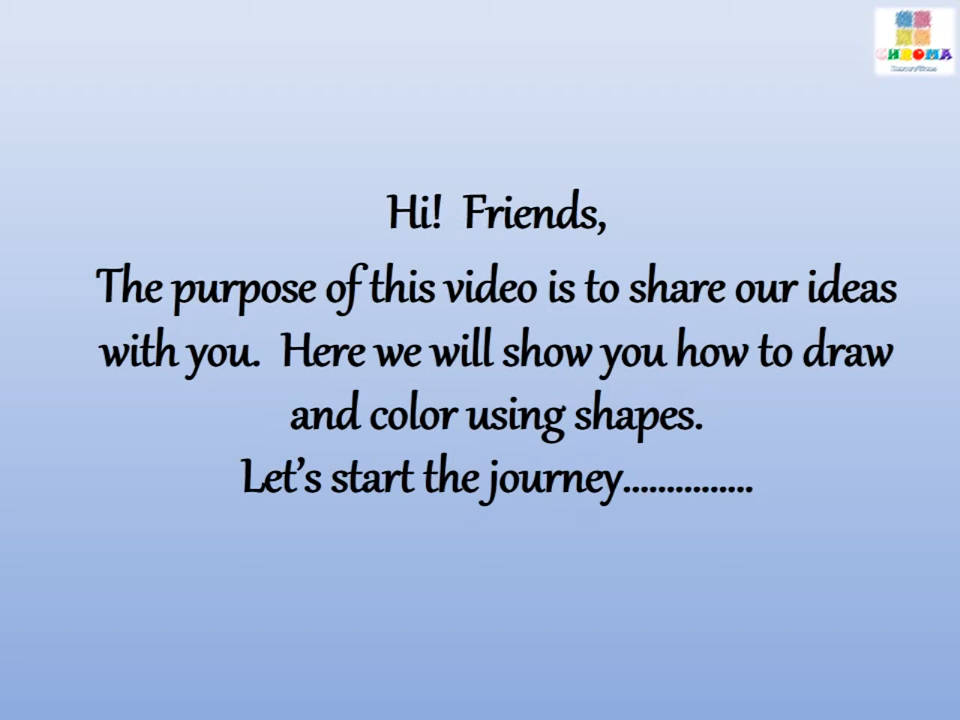 CHROMA
Hi!  Friends,
The purpose of this video is to share our ideas
with you.  Here we will show you how to draw
and color using shapes.
Let’s start the journey...............